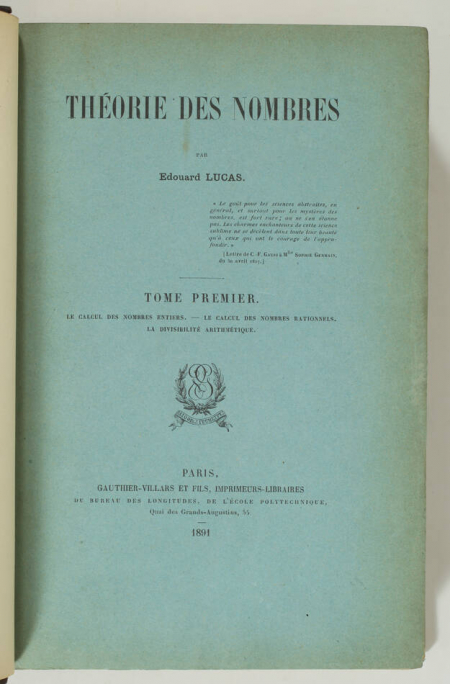 THÉORIE DES NOMBRES
PAR
Edouard LUCAS.
« Le goût pour les sciences abstraites, en
général, et surtout pour les mystères des
nombres, est fort rare; on ne s'en étonne
pas. Les charmes enchanteurs de cette science
sublime ne se décèlent dans toute leur beauté
qu'à ceux qui ont le courage de l'appro-
fondir. »
[Lettre de C.-F. Gauss à Mlle Sophie Germain,
du 30 avril 1807.]
TOME PREMIER.
LE CALCUL DES NOMBRES ENTIERS. — LE CALCUL DES NOMBRES RATIONNELS.
LA DIVISIBILITÉ ARITHMÉTIQUE.
PARIS,
GAUTHIER-VILLARS ET FILS, IMPRIMEURS-LIBRAIRES
DU BUREAU DES LONGITUDES, DE L'ÉCOLE POLYTECHNIQUE,
Quai des Grands-Augustins, 55
1891